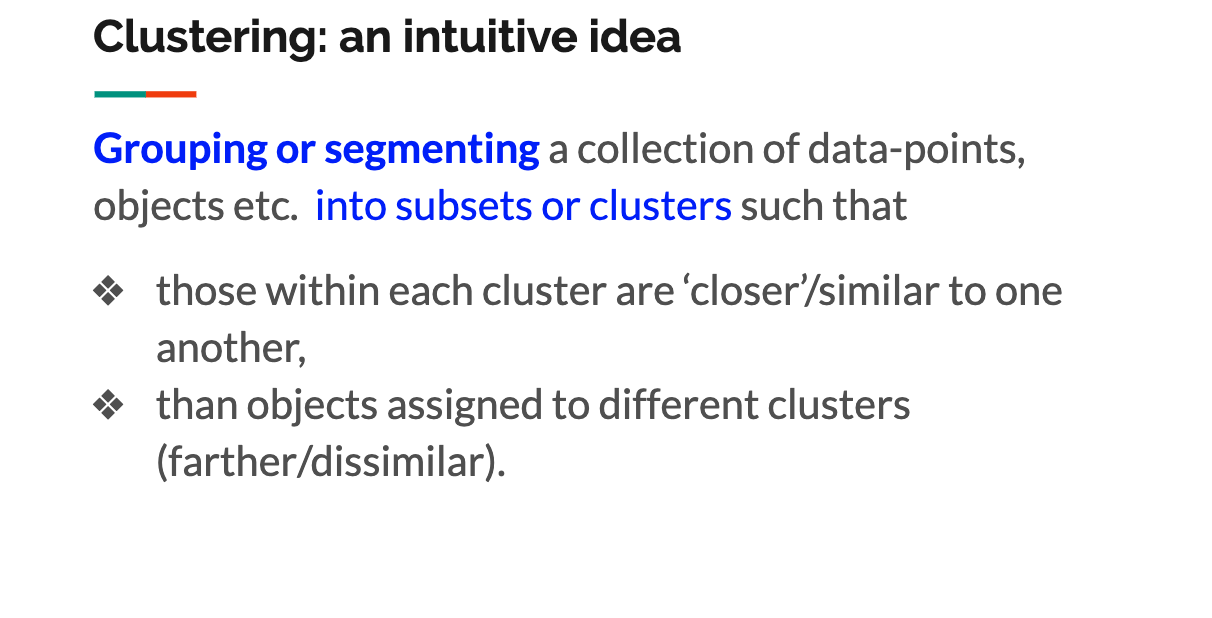 Clustering: an intuitive idea
Grouping or segmenting a collection of data-points,
objects etc. into subsets or clusters such that
❖ those within each cluster are ‘closer’/similar to one
another,
❖ than objects assigned to different clusters
(farther/dissimilar).